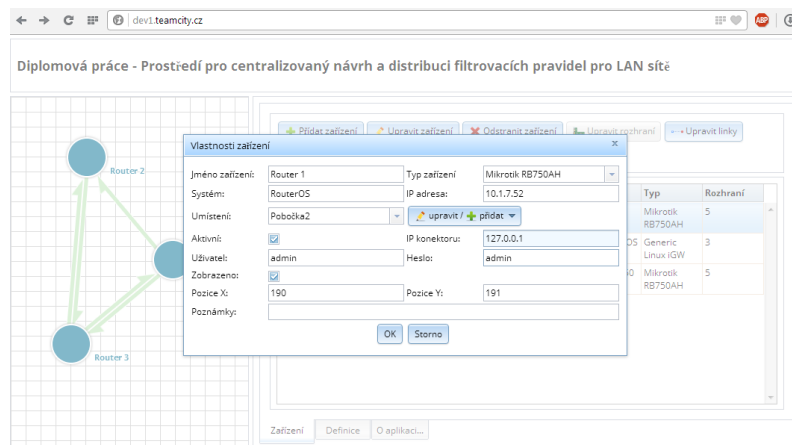 dev1.teamcity.cz
ABP
Diplomová práce - Prostředí pro centralizovaný návrh a distribuci filtrovacích pravidel pro LAN sítě
Přidat zařízení Upravit zařízení Odstranit zařízení Upravit rozhraní Upravit linky
Vlastnosti zařízení x
Router 2
Jméno zařízení: Router 1 Typ zařízení Mikrotik RB750AH
Systém: RouterOS IP adresa: 10.1.7.52
Typ Rozhraní
Umístení: Pobočka2 upravit / přidat
Mikrotik RB750AH 5
Aktivní: IP konektoru: 127.0.0.1
OS Generic Linux iGW 3
Uživatel: admin Heslo: admin
Zobrazeno:
Mikrotik RB750AH 5
Pozice X: 190 Pozice Y: 191
Poznámky:
OK Storno
Router 3
Zařízení Definice O aplikaci...